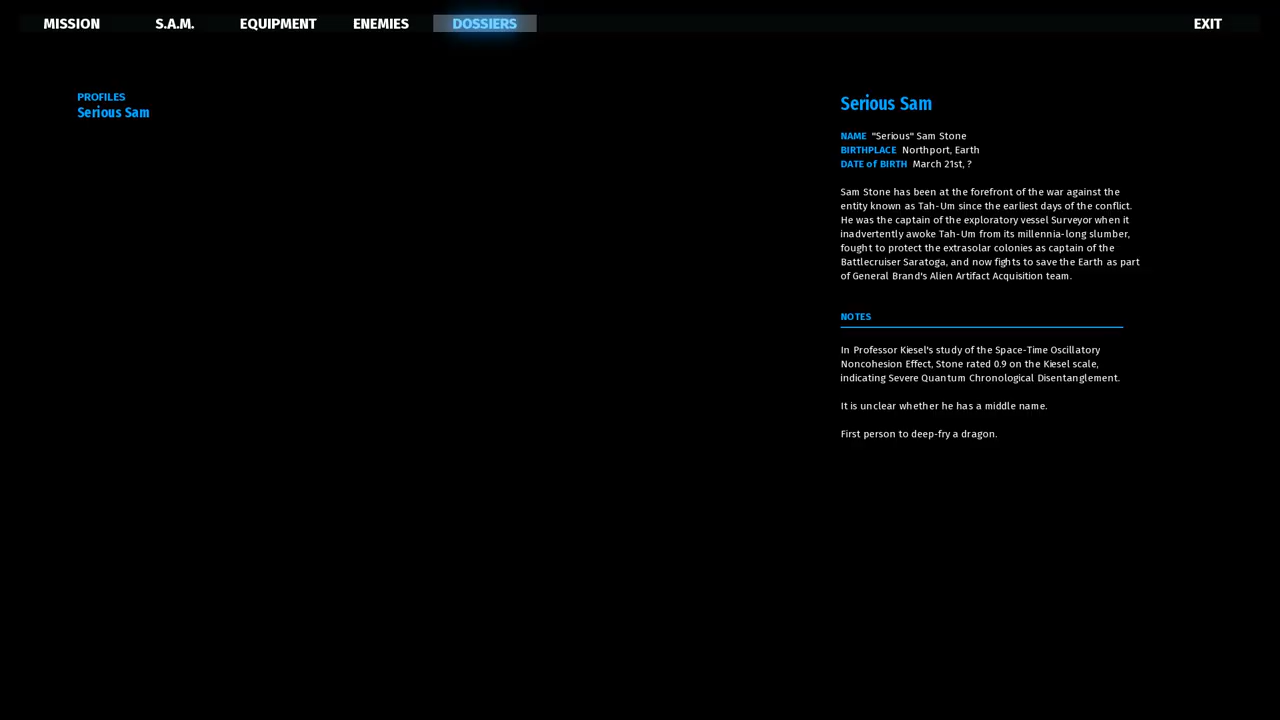 MISSION S.A.M. EQUIPMENT ENEMIES DOSSIERS EXIT
PROFILES
Serious Sam
Serious Sam
NAME "Serious" Sam Stone
BIRTHPLACE Northport, Earth
DATE of BIRTH March 21st, ?
Sam Stone has been at the forefront of the war against the
entity known as Tah-Um since the earliest days of the conflict.
He was the captain of the exploratory vessel Surveyor when it
inadvertently awoke Tah-Um from its millennia-long slumber,
fought to protect the extrasolar colonies as captain of the
Battlecruiser Saratoga, and now fights to save the Earth as part
of General Brand's Alien Artifact Acquisition team.
NOTES
In Professor Kiesel's study of the Space-Time Oscillatory
Noncohesion Effect, Stone rated 0.9 on the Kiesel scale,
indicating Severe Quantum Chronological Disentanglement.
It is unclear whether he has a middle name.
First person to deep-fry a dragon.